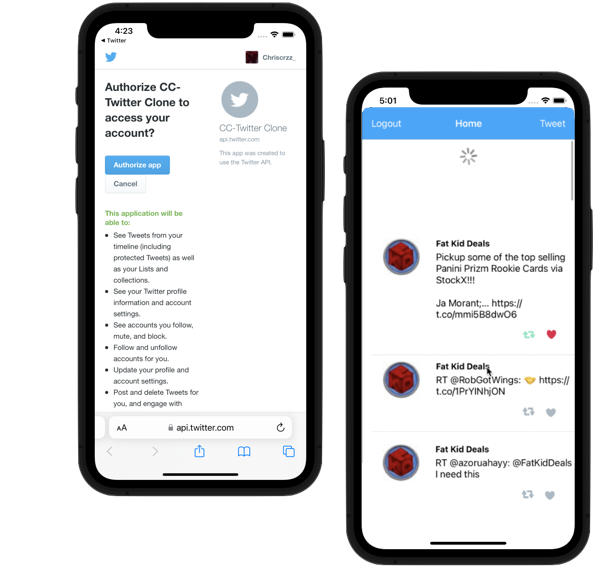 4:23
◀ Twitter
Chriscrzz_
Authorize CC-
Twitter Clone to
access your
account?
CC-Twitter Clone
api.twitter.com
This app was created to
use the Twitter API.
Authorize app
Cancel
This application will be
able to:
• See Tweets from your
timeline (including
protected Tweets) as well
as your Lists and
collections.
• See your Twitter profile
information and account
settings.
• See accounts you follow,
mute, and block.
• Follow and unfollow
accounts for you.
• Update your profile and
account settings.
• Post and delete Tweets for
you, and engage with
AA api.twitter.com
5:01
Logout Home Tweet
Fat Kid Deals
Pickup some of the top selling
Panini Prizm Rookie Cards via
StockX!!!
Ja Morant;... https://
t.co/mmi5B8dwO6
Fat Kid Deals
RT @RobGotWings: 🤝 https://
t.co/1PrYlNhjON
Fat Kid Deals
RT @azoruahayy: @FatKidDeals
I need this